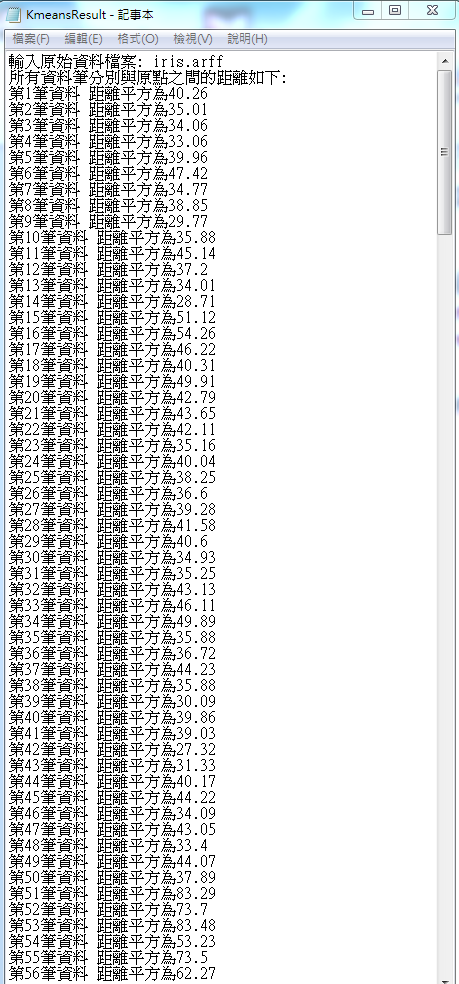 KmeansResult - 記事本
檔案(F) 編輯(E) 格式(O) 檢視(V) 說明(H)
輸入原始資料檔案: iris.arff
所有資料筆分別與原點之間的距離如下:
第1筆資料 距離平方為40.26
第2筆資料 距離平方為35.01
第3筆資料 距離平方為34.06
第4筆資料 距離平方為33.06
第5筆資料 距離平方為39.96
第6筆資料 距離平方為47.42
第7筆資料 距離平方為34.77
第8筆資料 距離平方為38.85
第9筆資料 距離平方為29.77
第10筆資料 距離平方為35.88
第11筆資料 距離平方為45.14
第12筆資料 距離平方為37.2
第13筆資料 距離平方為34.01
第14筆資料 距離平方為28.71
第15筆資料 距離平方為51.12
第16筆資料 距離平方為54.26
第17筆資料 距離平方為46.22
第18筆資料 距離平方為40.31
第19筆資料 距離平方為49.91
第20筆資料 距離平方為42.79
第21筆資料 距離平方為43.65
第22筆資料 距離平方為42.11
第23筆資料 距離平方為35.16
第24筆資料 距離平方為40.04
第25筆資料 距離平方為38.25
第26筆資料 距離平方為36.6
第27筆資料 距離平方為39.28
第28筆資料 距離平方為41.58
第29筆資料 距離平方為40.6
第30筆資料 距離平方為34.93
第31筆資料 距離平方為35.25
第32筆資料 距離平方為43.13
第33筆資料 距離平方為46.11
第34筆資料 距離平方為49.89
第35筆資料 距離平方為35.88
第36筆資料 距離平方為36.72
第37筆資料 距離平方為44.23
第38筆資料 距離平方為35.88
第39筆資料 距離平方為30.09
第40筆資料 距離平方為39.86
第41筆資料 距離平方為39.03
第42筆資料 距離平方為27.32
第43筆資料 距離平方為31.33
第44筆資料 距離平方為40.17
第45筆資料 距離平方為44.22
第46筆資料 距離平方為34.09
第47筆資料 距離平方為43.05
第48筆資料 距離平方為33.4
第49筆資料 距離平方為44.07
第50筆資料 距離平方為37.89
第51筆資料 距離平方為83.29
第52筆資料 距離平方為73.7
第53筆資料 距離平方為83.48
第54筆資料 距離平方為53.23
第55筆資料 距離平方為73.5
第56筆資料 距離平方為62.27